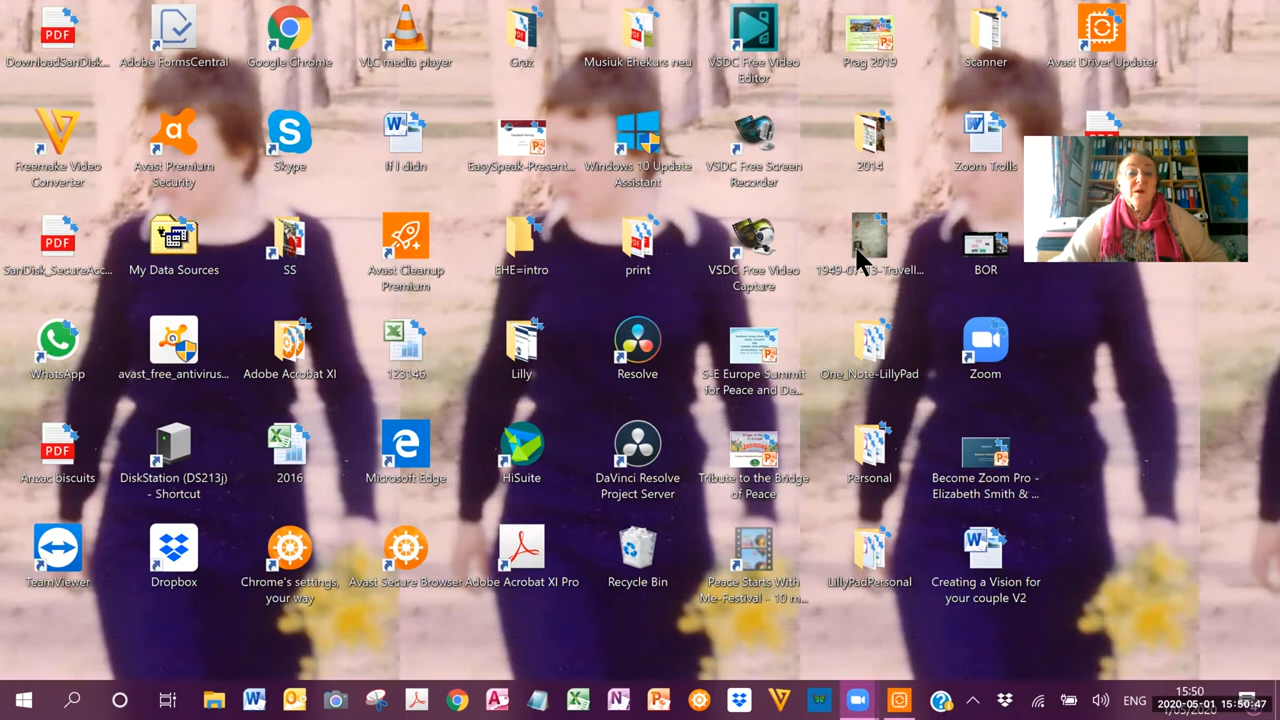 DownloadSanDisk...
Adobe FormsCentral
Google Chrome
VLC media player
Graz
Musiuk Ehekurs neu
VSDC Free Video
Editor
Prag 2019
Scanner
Avast Driver Updater
Freemake Video
Converter
Avast Premium
Security
Skype
If I didn
EasySpeak-Present...
Windows 10 Update
Assistant
VSDC Free Screen
Recorder
2014
Zoom Trolls
SanDisk_SecureAcc...
My Data Sources
SS
Avast Cleanup
Premium
EHE=intro
print
VSDC Free Video
Capture
BOR
WhatsApp
avast_free_antivirus...
Adobe Acrobat XI
123146
Lilly
Resolve
S-E Europe Summit
for Peace and De...
One_Note-LillyPad
Zoom
Anzac biscuits
DiskStation (DS213j)
- Shortcut
2016
Microsoft Edge
HiSuite
DaVinci Resolve
Project Server
Tribute to the Bridge
of Peace
Personal
Become Zoom Pro -
Elizabeth Smith & ...
TeamViewer
Dropbox
Chrome's settings,
your way
Avast Secure Browser
Adobe Acrobat XI Pro
Recycle Bin
Peace Starts With
Me-Festival - 10 m...
LillyPadPersonal
Creating a Vision for
your couple V2
ENG
15:50
2020-05-01 15:50:47